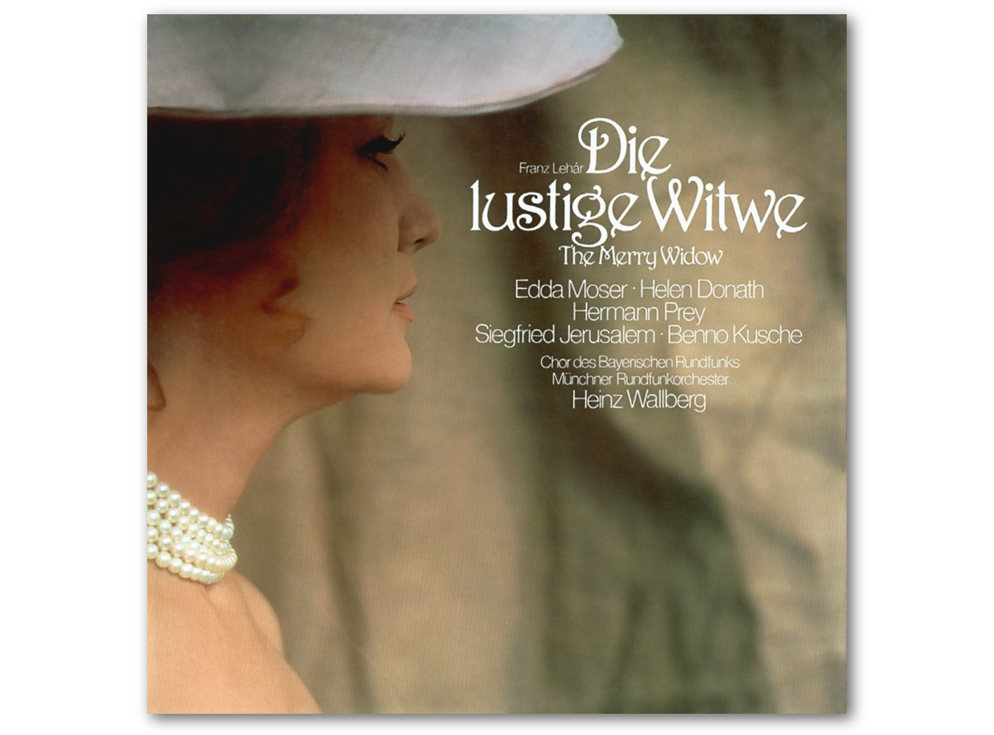 Franz Lehár Die
lustige Witwe
The Merry Widow
Edda Moser · Helen Donath
Hermann Prey
Siegfried Jerusalem · Benno Kusche
Chor des Bayerischen Rundfunks
Münchner Rundfunkorchester
Heinz Wallberg